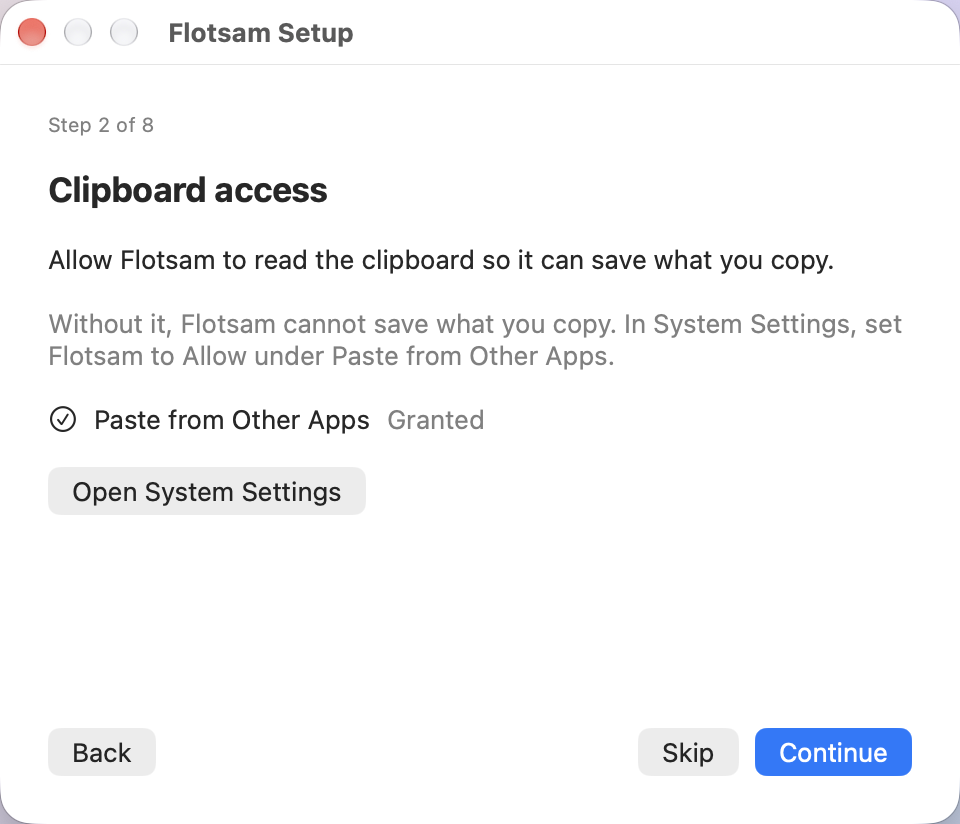 Flotsam Setup
Step 2 of 8
Clipboard access
Allow Flotsam to read the clipboard so it can save what you copy.
Without it, Flotsam cannot save what you copy. In System Settings, set
Flotsam to Allow under Paste from Other Apps.
Paste from Other Apps Granted
Open System Settings
Back Skip Continue